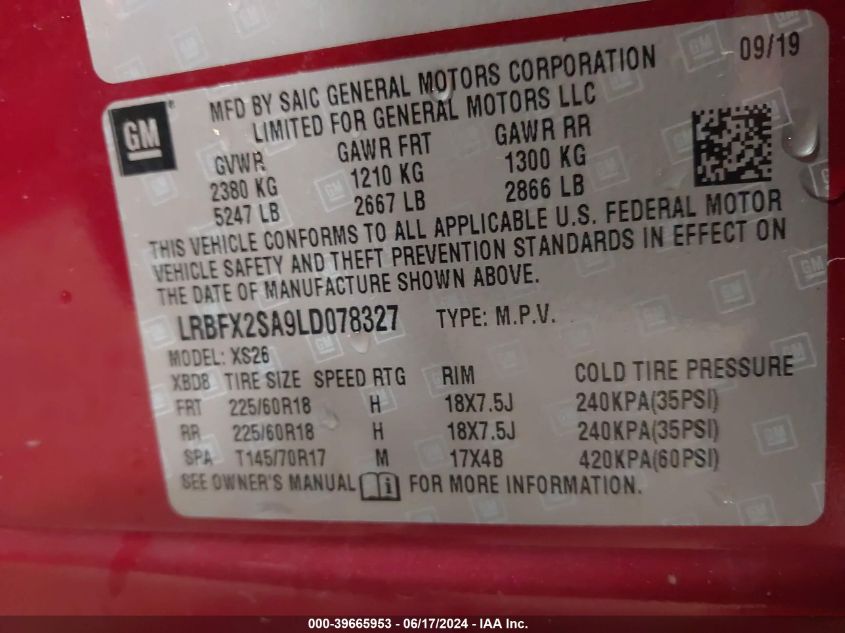 09/19
GM
MFD BY SAIC GENERAL MOTORS CORPORATION
LIMITED FOR GENERAL MOTORS LLC
GVWR GAWR FRT GAWR RR
2380 KG 1210 KG 1300 KG
5247 LB 2667 LB 2866 LB
THIS VEHICLE CONFORMS TO ALL APPLICABLE U.S. FEDERAL MOTOR
VEHICLE SAFETY AND THEFT PREVENTION STANDARDS IN EFFECT ON
THE DATE OF MANUFACTURE SHOWN ABOVE.
LRBFX2SA9LD078327 TYPE: M.P.V.
MODEL: XS26
XBD8 TIRE SIZE SPEED RTG RIM COLD TIRE PRESSURE
FRT 225/60R18 H 18X7.5J 240KPA(35PSI)
RR 225/60R18 H 18X7.5J 240KPA(35PSI)
SPA T145/70R17 M 17X4B 420KPA(60PSI)
SEE OWNER'S MANUAL FOR MORE INFORMATION.
000-39665953 - 06/17/2024 - IAA Inc.